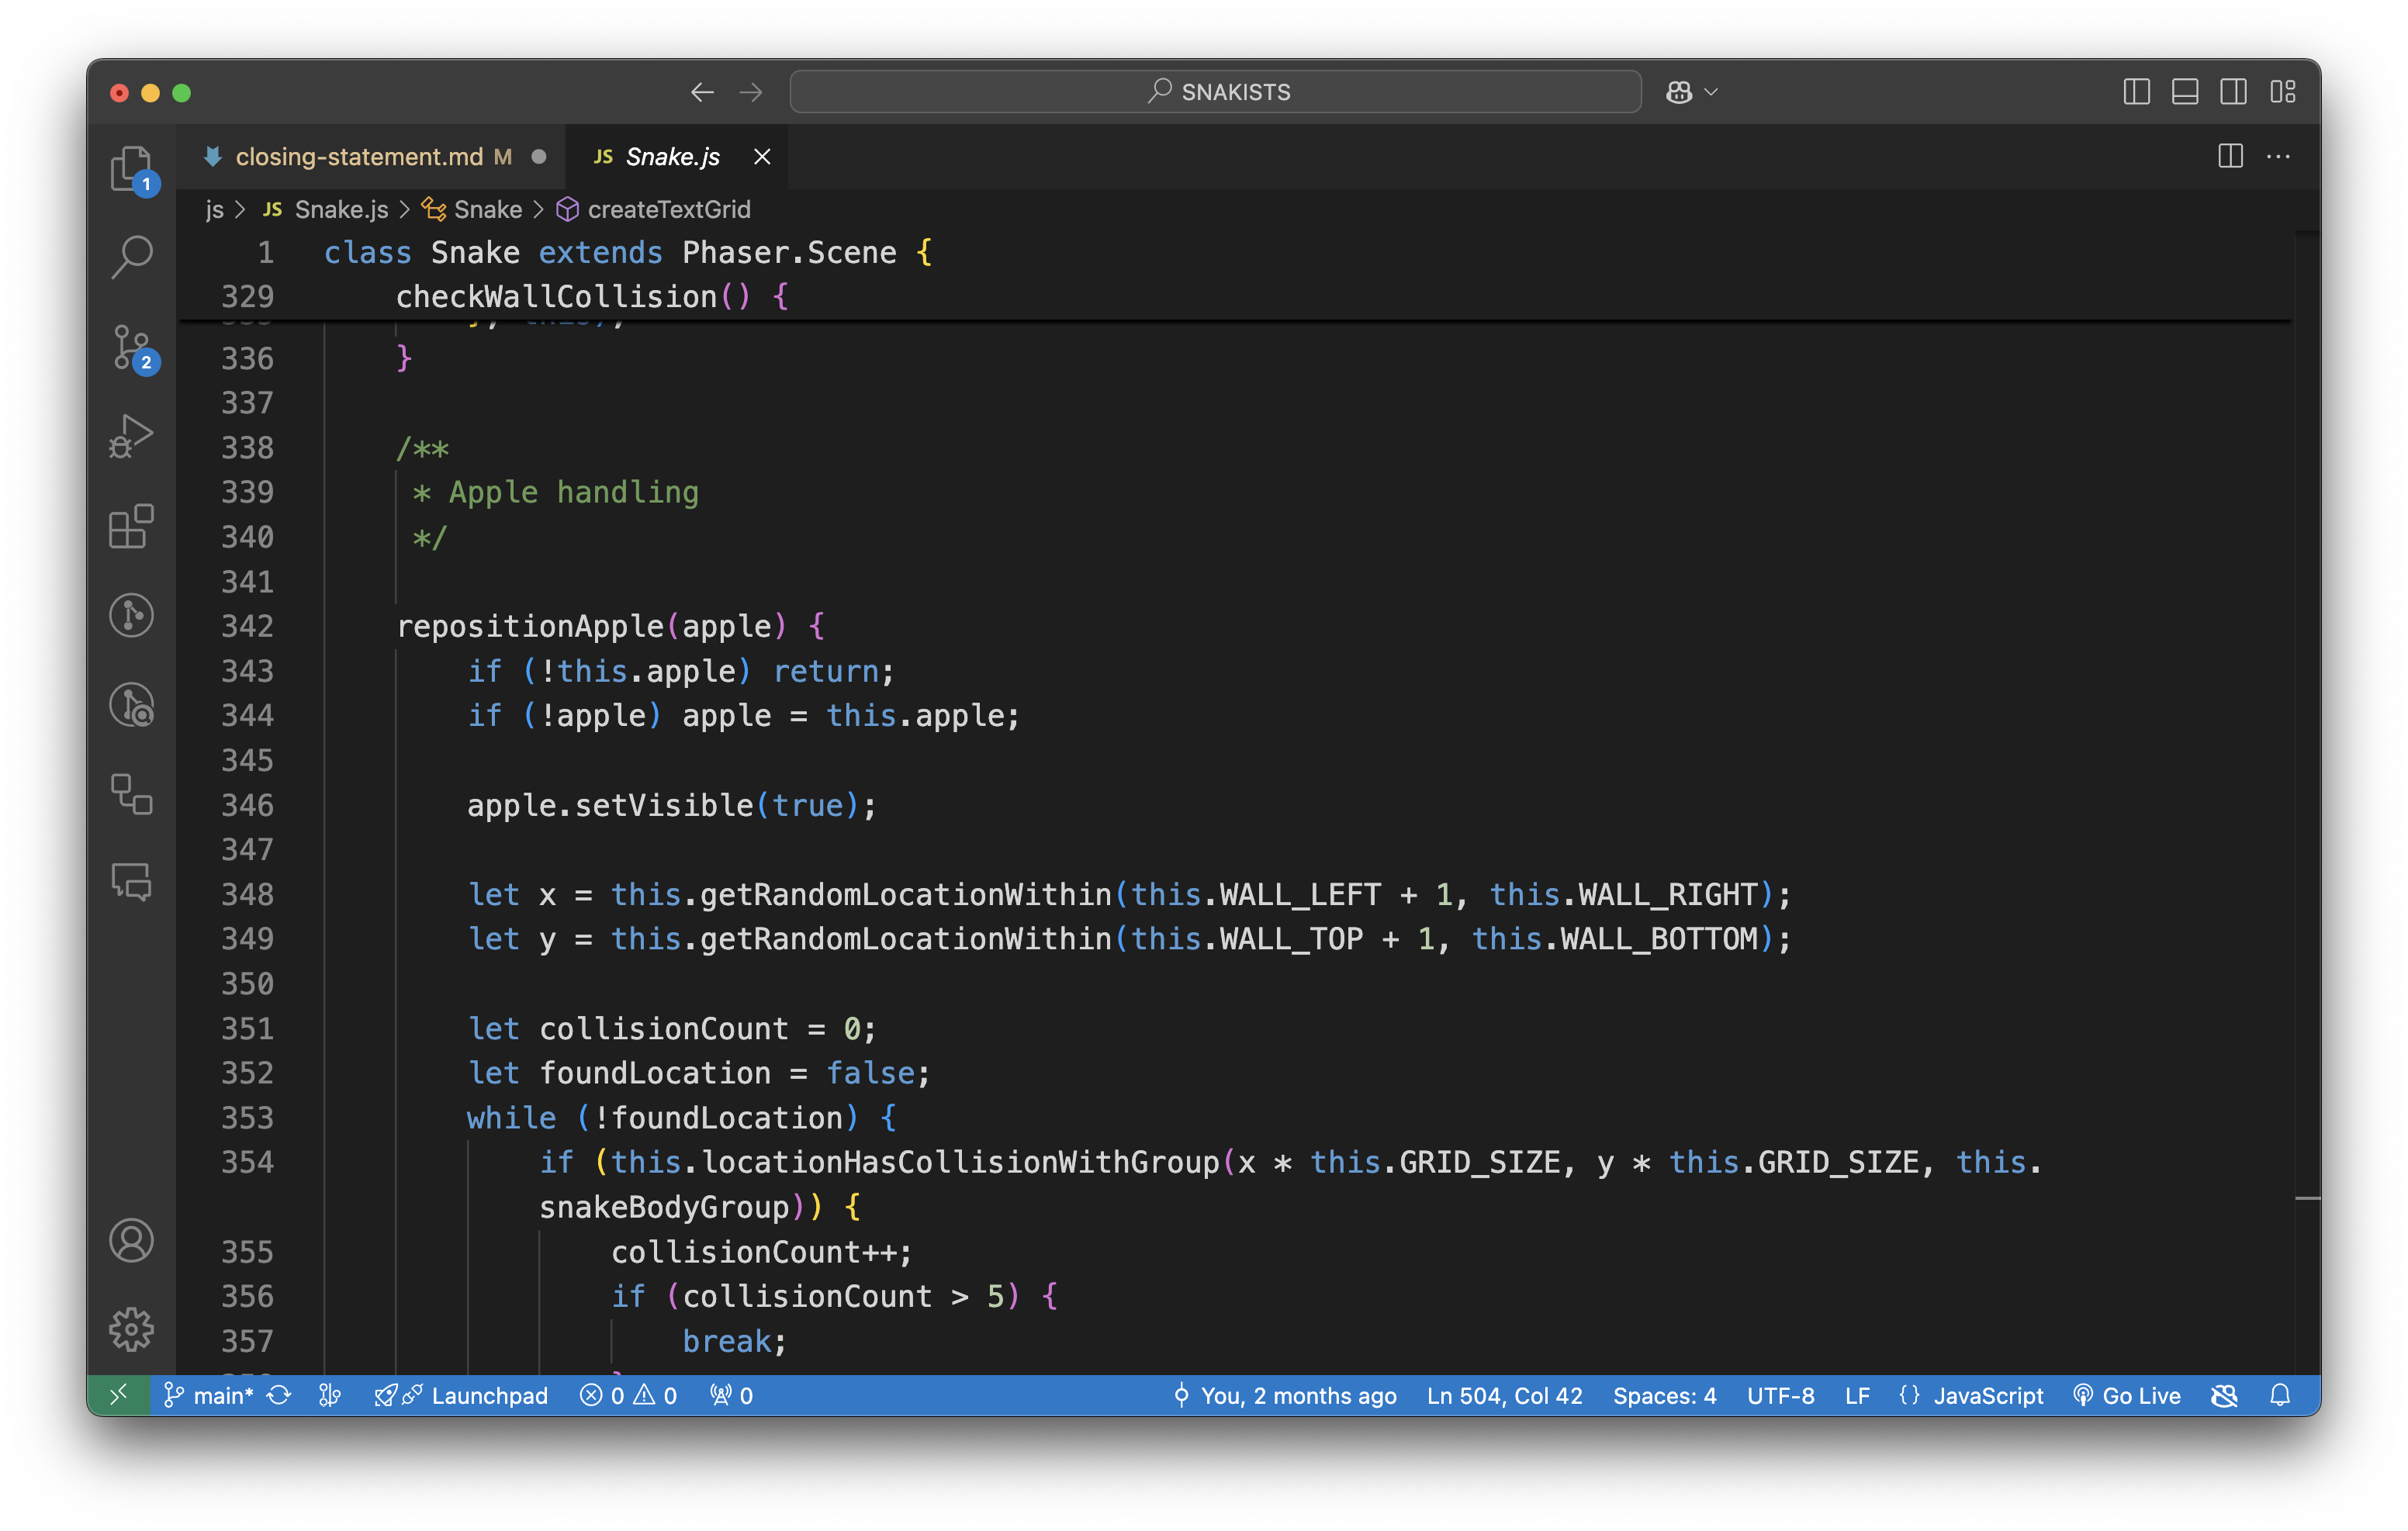 SNAKISTS
closing-statement.md M
JS Snake.js
js > JS Snake.js > Snake > createTextGrid
1 class Snake extends Phaser.Scene {
329 checkWallCollision() {
336 }
337
338 /**
339 * Apple handling
340 */
341
342 repositionApple(apple) {
343 if (!this.apple) return;
344 if (!apple) apple = this.apple;
345
346 apple.setVisible(true);
347
348 let x = this.getRandomLocationWithin(this.WALL_LEFT + 1, this.WALL_RIGHT);
349 let y = this.getRandomLocationWithin(this.WALL_TOP + 1, this.WALL_BOTTOM);
350
351 let collisionCount = 0;
352 let foundLocation = false;
353 while (!foundLocation) {
354 if (this.locationHasCollisionWithGroup(x * this.GRID_SIZE, y * this.GRID_SIZE, this.
snakeBodyGroup)) {
355 collisionCount++;
356 if (collisionCount > 5) {
357 break;
1
2
main* Launchpad 0 0 0 You, 2 months ago Ln 504, Col 42 Spaces: 4 UTF-8 LF {} JavaScript Go Live